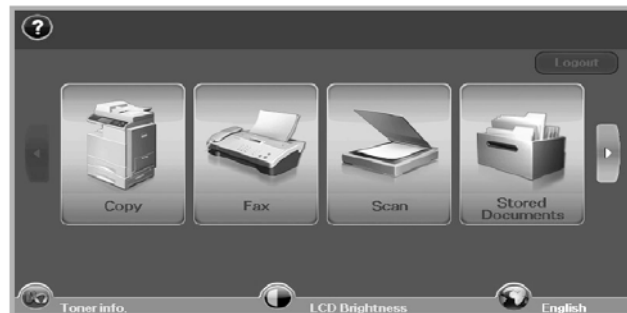 ?
Logout
Copy
Fax
Scan
Stored
Documents
Toner info.
LCD Brightness
English